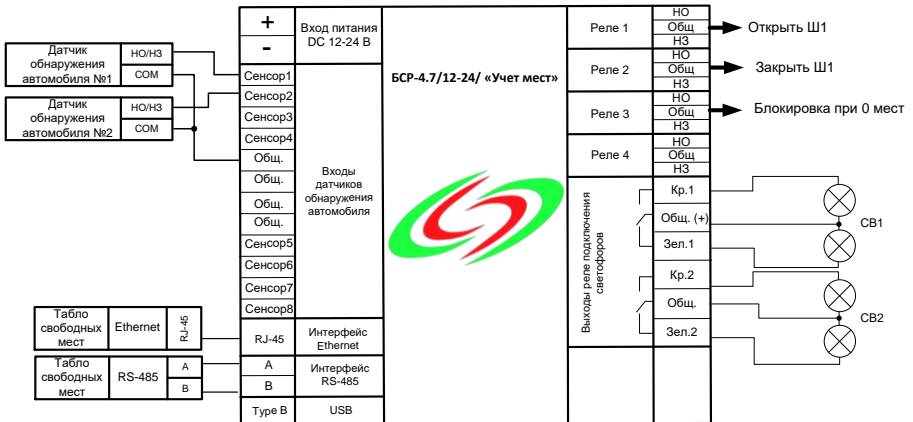 +
-
Вход питания
DC 12-24 В
Датчик
обнаружения
автомобиля №1
НО/НЗ
COM
Датчик
обнаружения
автомобиля №2
НО/НЗ
COM
Сенсор1
Сенсор2
Сенсор3
Сенсор4
Общ.
Общ.
Общ.
Общ.
Сенсор5
Сенсор6
Сенсор7
Сенсор8
Входы
датчиков
обнаружения
автомобиля
Табло
свободных
мест
Ethernet
RJ-45
RJ-45
Интерфейс
Ethernet
Табло
свободных
мест
RS-485
A
B
A
B
Интерфейс
RS-485
Type B
USB
БСР-4.7/12-24/ «Учет мест»
Реле 1
НО
Общ
НЗ
Открыть Ш1
Реле 2
НО
Общ
НЗ
Закрыть Ш1
Реле 3
НО
Общ
НЗ
Блокировка при 0 мест
Реле 4
НО
Общ
НЗ
Выходы реле подключения
светофоров
Кр.1
Общ. (+)
Зел.1
Кр.2
Общ.
Зел.2
СВ1
СВ2